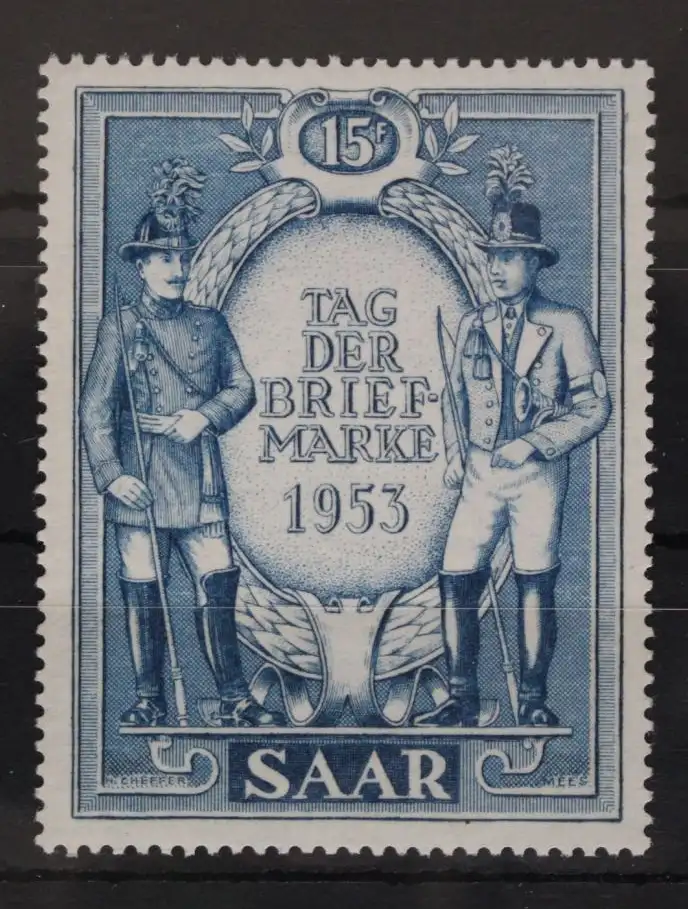 15F
TAG
DER
BRIEF-
MARKE
1953
SAAR
H. CHEFFER
MEES